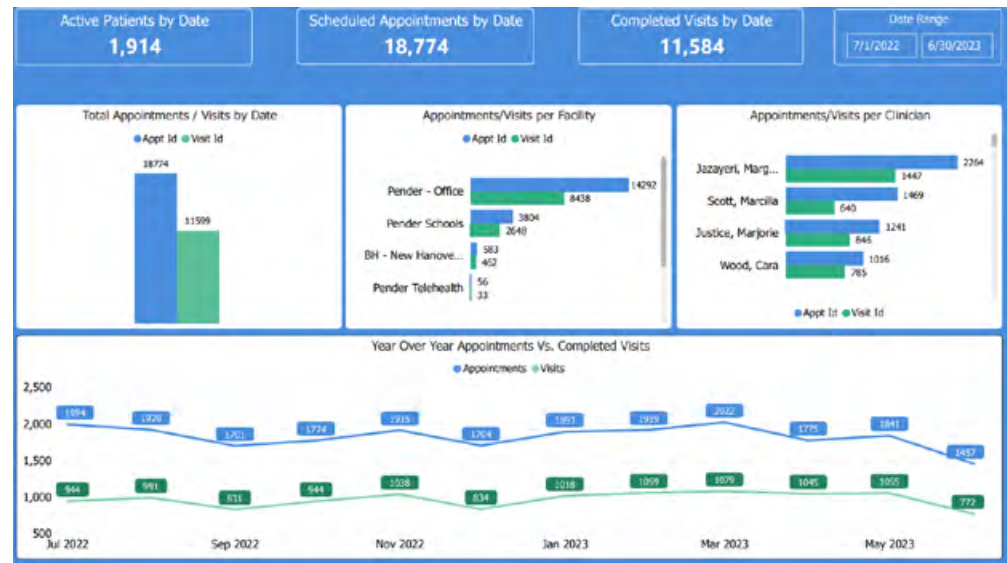 Active Patients by Date
1,914
Scheduled Appointments by Date
18,774
Completed Visits by Date
11,584
Date Range
7/1/2022 6/30/2023
Total Appointments / Visits by Date
Appt Id Visit Id
18774
11599
Appointments/Visits per Facility
Appt Id Visit Id
Pender - Office 14292
8438
Pender Schools 3804
2648
BH - New Hanove... 583
462
Pender Telehealth 56
33
Appointments/Visits per Clinician
Jazayeri, Marg... 2264
1447
Scott, Marcilla 1469
640
Justice, Marjorie 1241
846
Wood, Cara 1016
785
Appt Id Visit Id
Year Over Year Appointments Vs. Completed Visits
Appointments Visits
2,500
2,000
1,500
1,000
500
1994 1701 1724 1915 1704 1893 1919 2022 1775 1841 1457
944 991 831 944 1038 834 1018 1059 1079 1045 1055 772
Jul 2022 Sep 2022 Nov 2022 Jan 2023 Mar 2023 May 2023